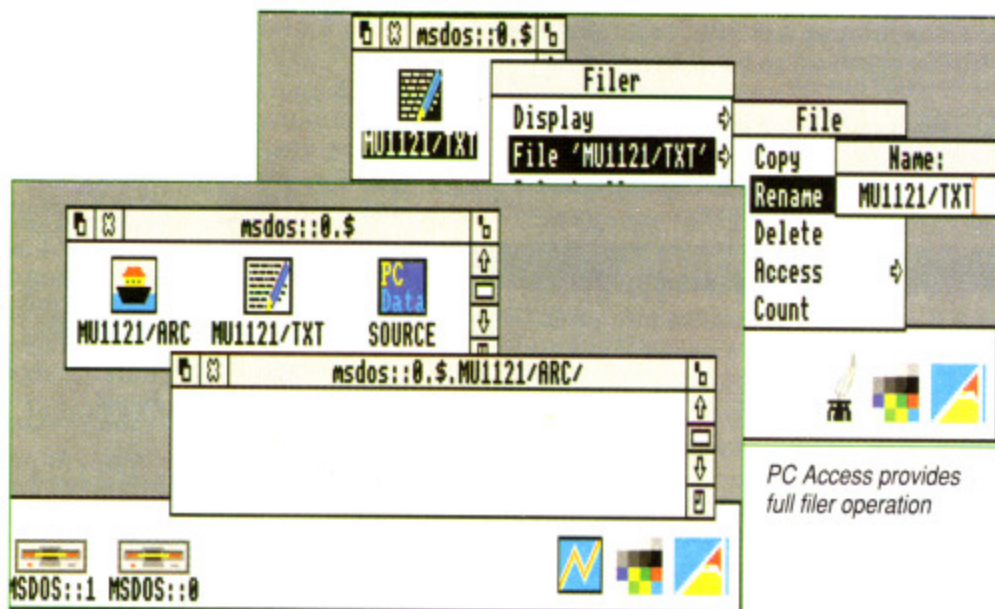 msdos::0.$
MU1121/TXT
Filer
Display
File 'MU1121/TXT'
File
Copy
Rename
Delete
Access
Count
Name:
MU1121/TXT
msdos::0.$
MU1121/ARC
MU1121/TXT
PC
Data
SOURCE
msdos::0.$.MU1121/ARC/
MSDOS::1
MSDOS::0
PC Access provides
full filer operation